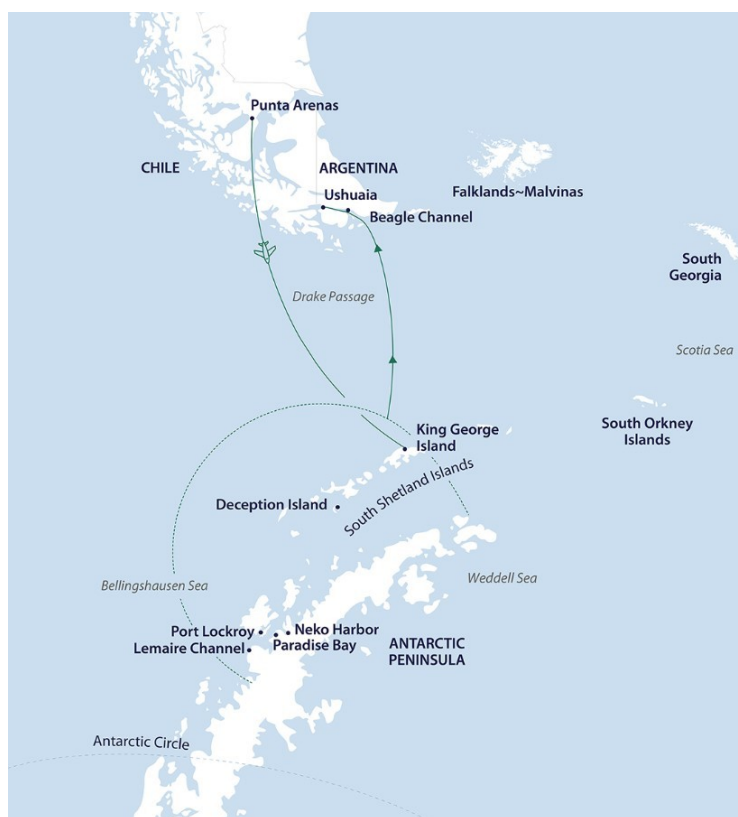 Punta Arenas
CHILE
ARGENTINA
Ushuaia
Falklands~Malvinas
Beagle Channel
South
Georgia
Drake Passage
Scotia Sea
King George
Island
South Orkney
Islands
South Shetland Islands
Deception Island
Bellingshausen Sea
Weddell Sea
Port Lockroy
Neko Harbor
Lemaire Channel
Paradise Bay
ANTARCTIC
PENINSULA
Antarctic Circle